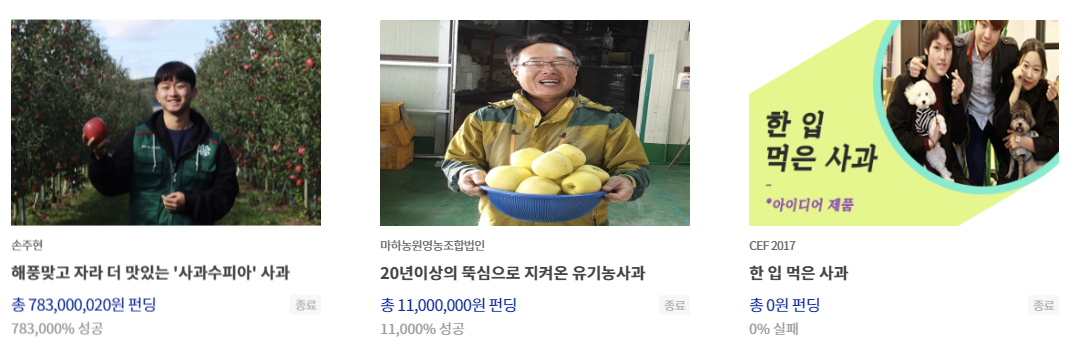 한 입
먹은 사과
*아이디어 제품
손주현
해풍맞고 자라 더 맛있는 '사과수피아' 사과
총 783,000,020원 펀딩
종료
783,000% 성공
마하농원영농조합법인
20년이상의 뚝심으로 지켜온 유기농사과
총 11,000,000원 펀딩
종료
11,000% 성공
CEF 2017
한 입 먹은 사과
총 0원 펀딩
종료
0% 실패